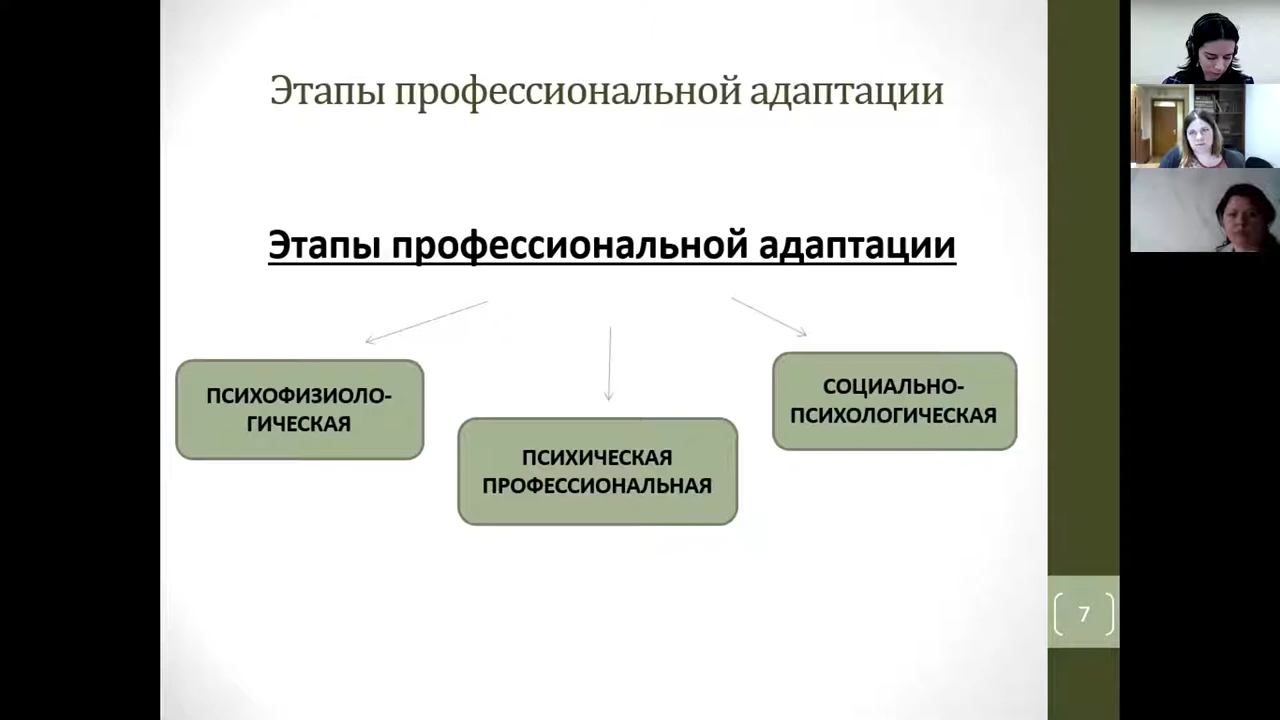 Этапы профессиональной адаптации
Этапы профессиональной адаптации
ПСИХОФИЗИОЛО-
ГИЧЕСКАЯ
ПСИХИЧЕСКАЯ
ПРОФЕССИОНАЛЬНАЯ
СОЦИАЛЬНО-
ПСИХОЛОГИЧЕСКАЯ
7